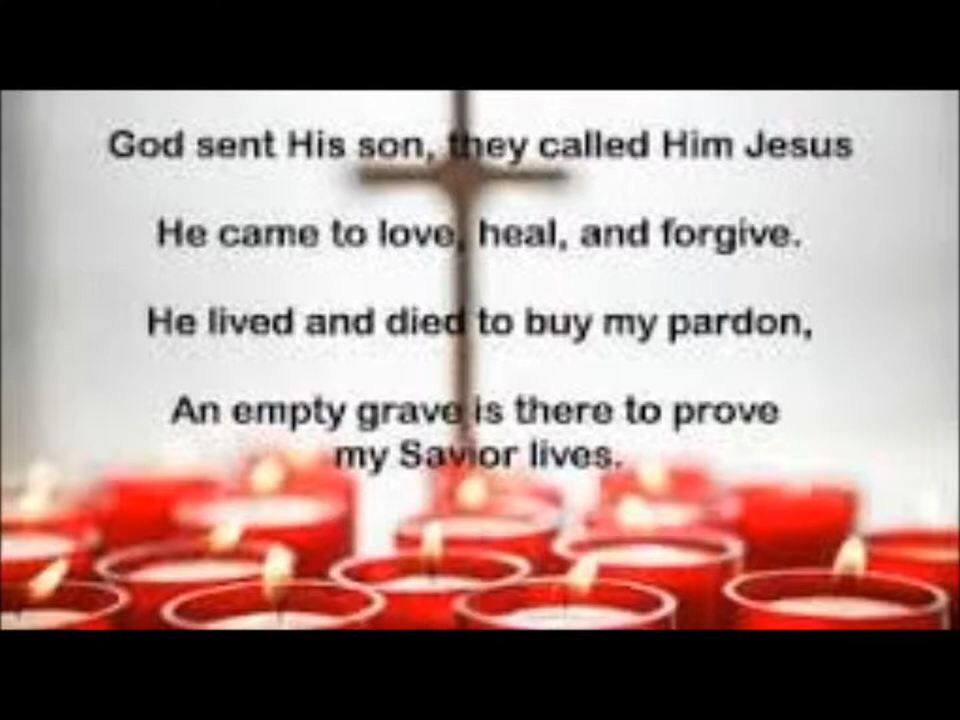 God sent His son, they called Him Jesus
He came to love, heal, and forgive.
He lived and died to buy my pardon,
An empty grave is there to prove
my Savior lives.